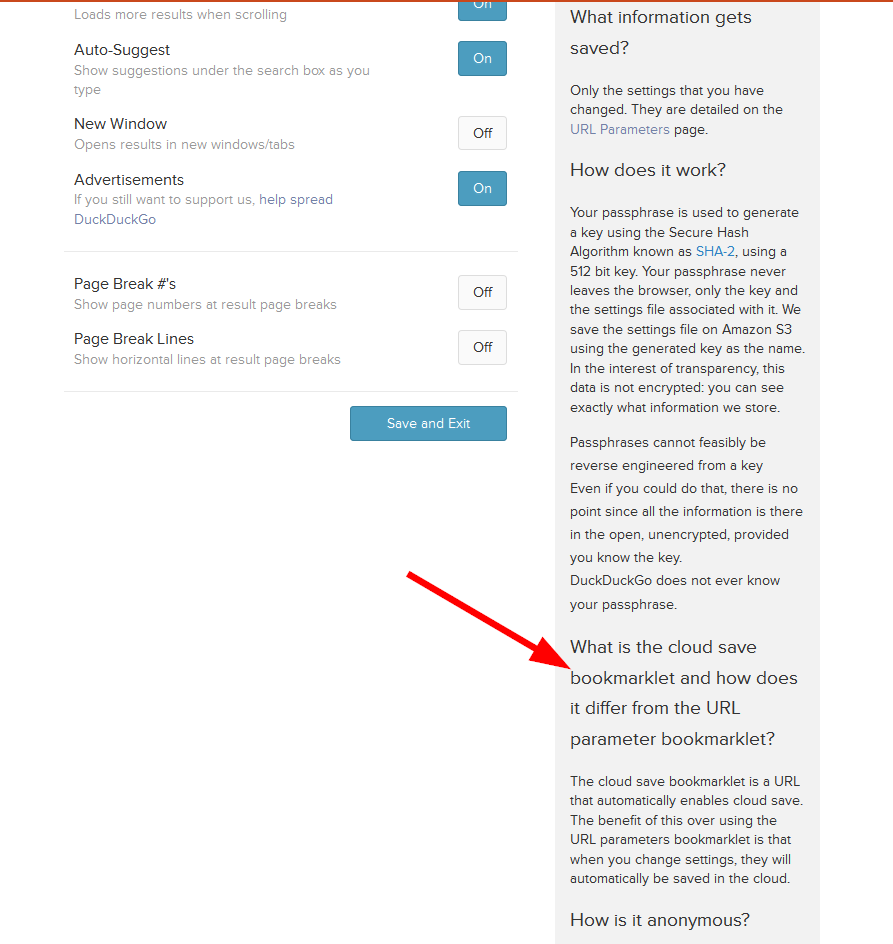 On
Loads more results when scrolling
Auto-Suggest
Show suggestions under the search box as you
type
On
New Window
Opens results in new windows/tabs
Off
Advertisements
If you still want to support us, help spread
DuckDuckGo
On
Page Break #'s
Show page numbers at result page breaks
Off
Page Break Lines
Show horizontal lines at result page breaks
Off
Save and Exit
What information gets
saved?
Only the settings that you have
changed. They are detailed on the
URL Parameters page.
How does it work?
Your passphrase is used to generate
a key using the Secure Hash
Algorithm known as SHA-2, using a
512 bit key. Your passphrase never
leaves the browser, only the key and
the settings file associated with it. We
save the settings file on Amazon S3
using the generated key as the name.
In the interest of transparency, this
data is not encrypted: you can see
exactly what information we store.
Passphrases cannot feasibly be
reverse engineered from a key
Even if you could do that, there is no
point since all the information is there
in the open, unencrypted, provided
you know the key.
DuckDuckGo does not ever know
your passphrase.
What is the cloud save
bookmarklet and how does
it differ from the URL
parameter bookmarklet?
The cloud save bookmarklet is a URL
that automatically enables cloud save.
The benefit of this over using the
URL parameters bookmarklet is that
when you change settings, they will
automatically be saved in the cloud.
How is it anonymous?